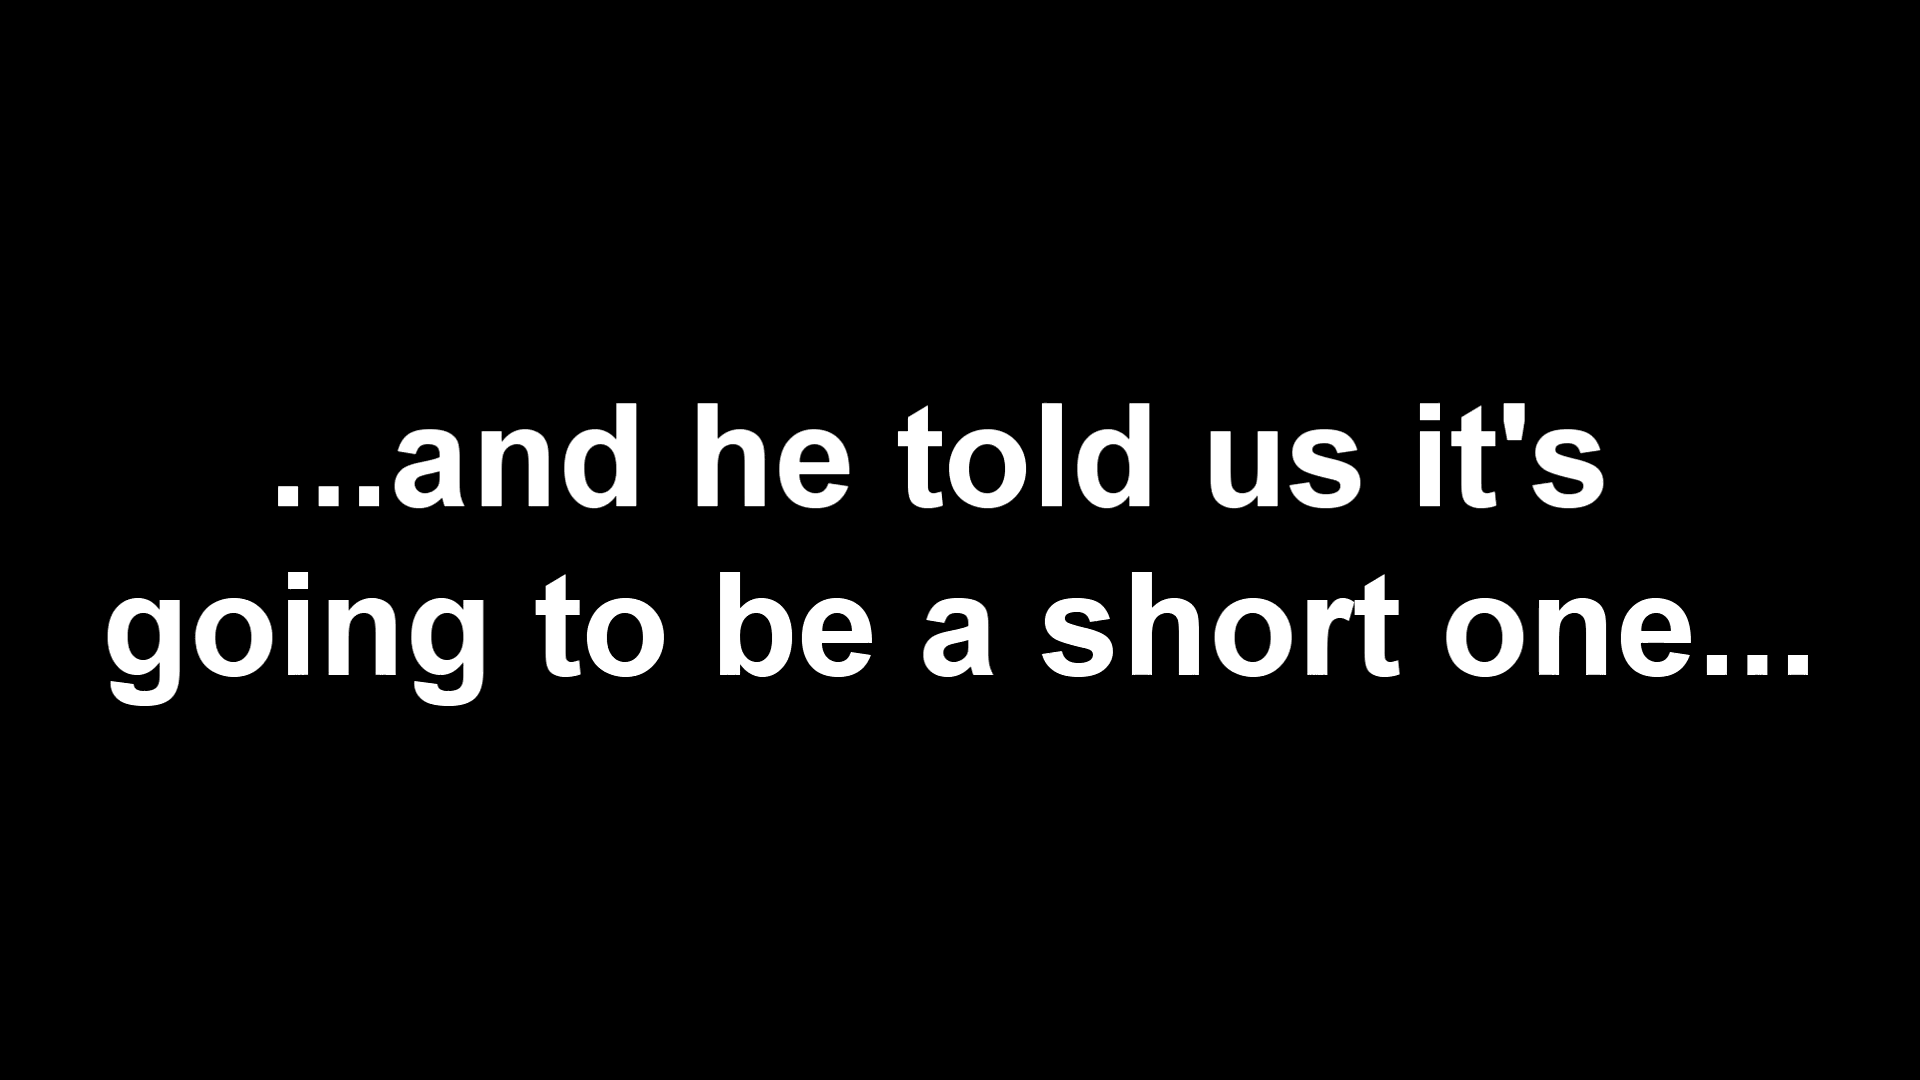 ...and he told us it's
going to be a short one...